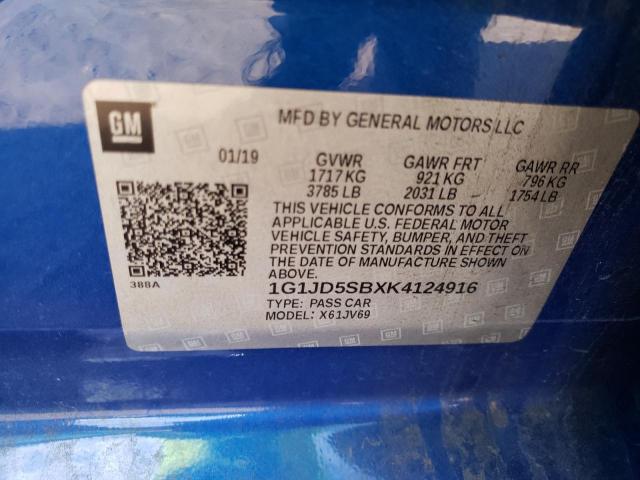 GM
MFD BY GENERAL MOTORS LLC
01/19 GVWR GAWR FRT GAWR RR
1717 KG 921 KG 796 KG
3785 LB 2031 LB 1754 LB
THIS VEHICLE CONFORMS TO ALL
APPLICABLE U.S. FEDERAL MOTOR
VEHICLE SAFETY, BUMPER, AND THEFT
PREVENTION STANDARDS IN EFFECT ON
THE DATE OF MANUFACTURE SHOWN
ABOVE.
388A
1G1JD5SBXK4124916
TYPE: PASS CAR
MODEL: X61JV69